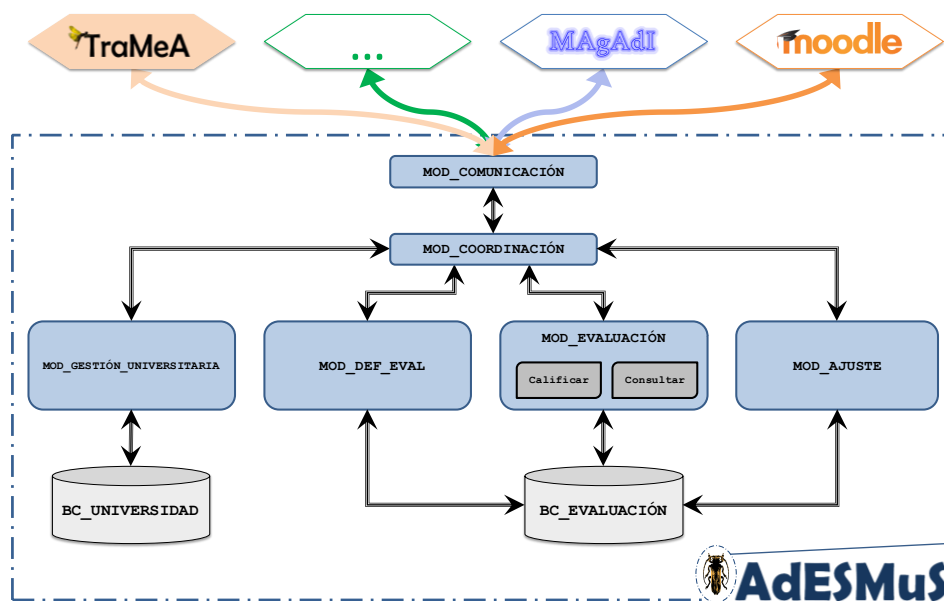 TraMeA
...
MAgAdI
moodle
MOD_COMUNICACIÓN
MOD_COORDINACIÓN
MOD_GESTIÓN_UNIVERSITARIA
MOD_DEF_EVAL
MOD_EVALUACIÓN
Calificar
Consultar
MOD_AJUSTE
BC_UNIVERSIDAD
BC_EVALUACIÓN
AdESMuS